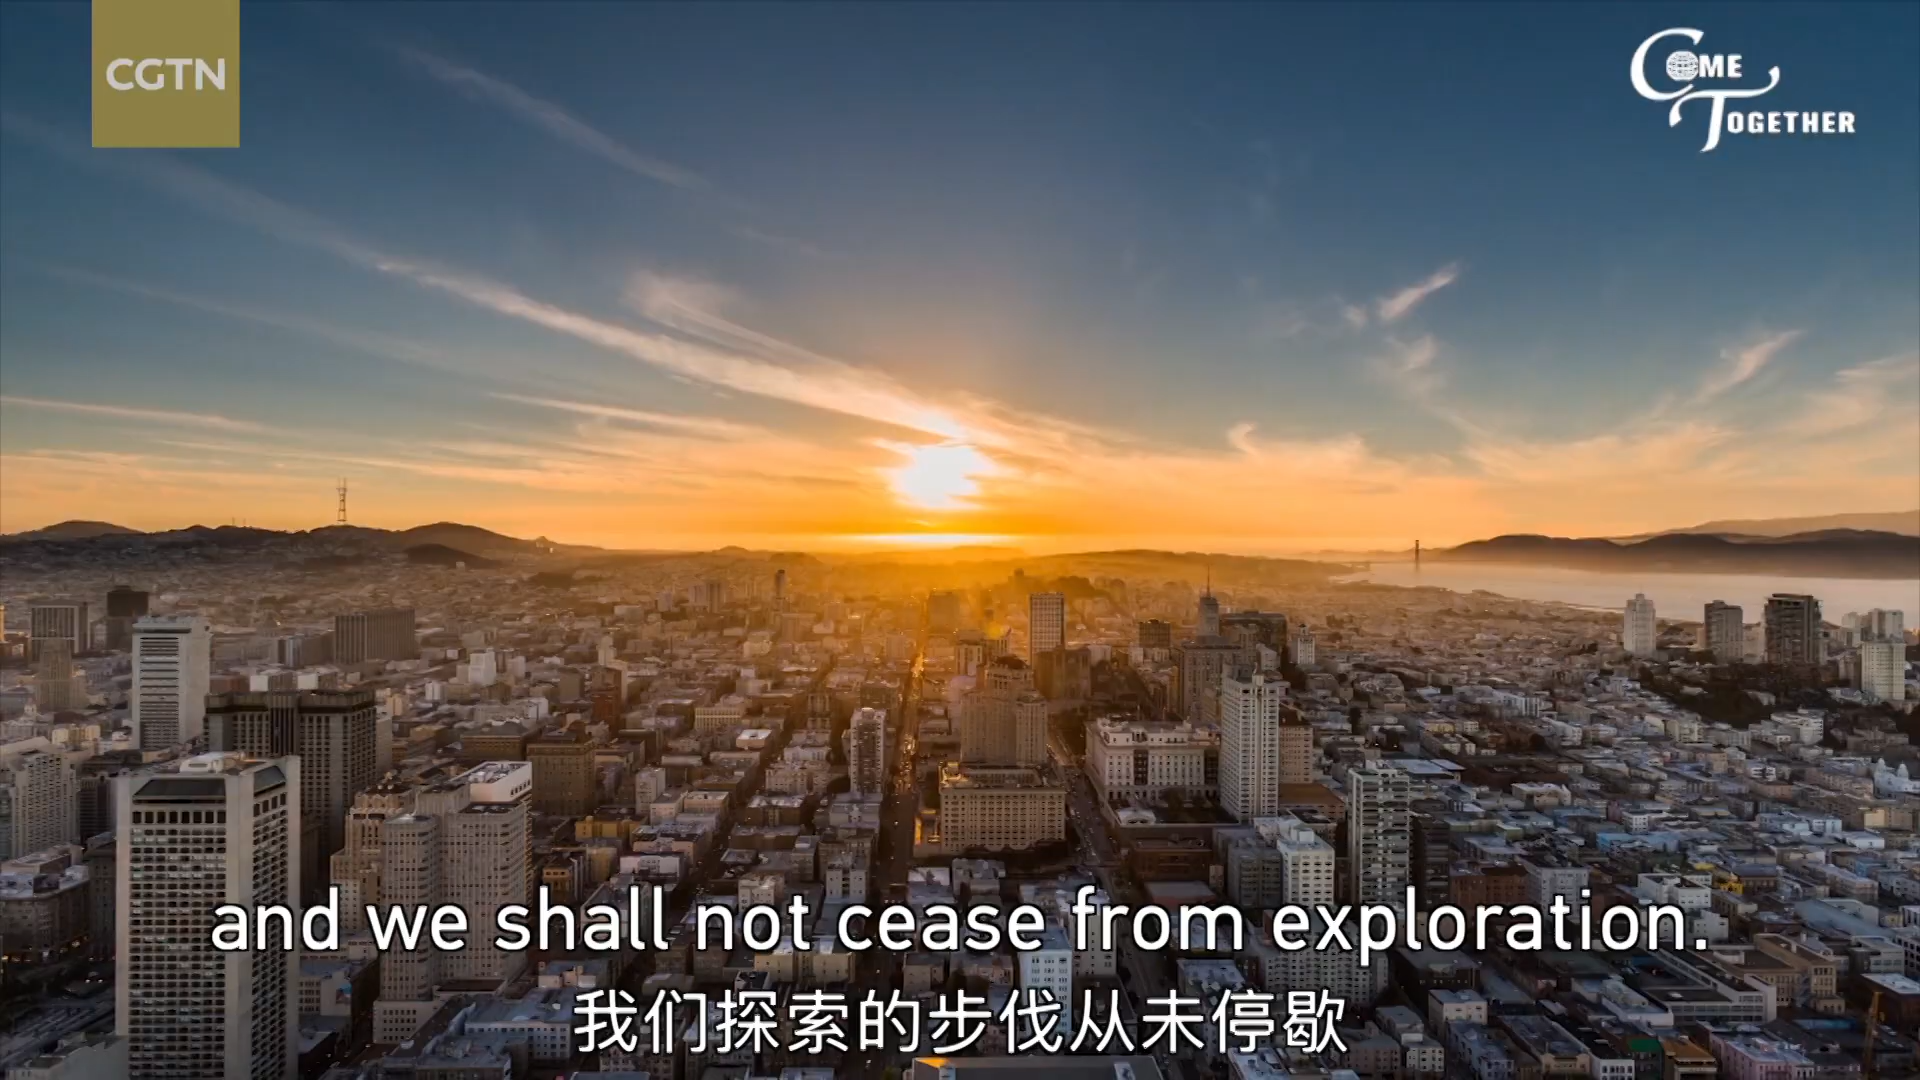 CGTN
COME
TOGETHER
and we shall not cease from exploration.
我们探索的步伐从未停歇